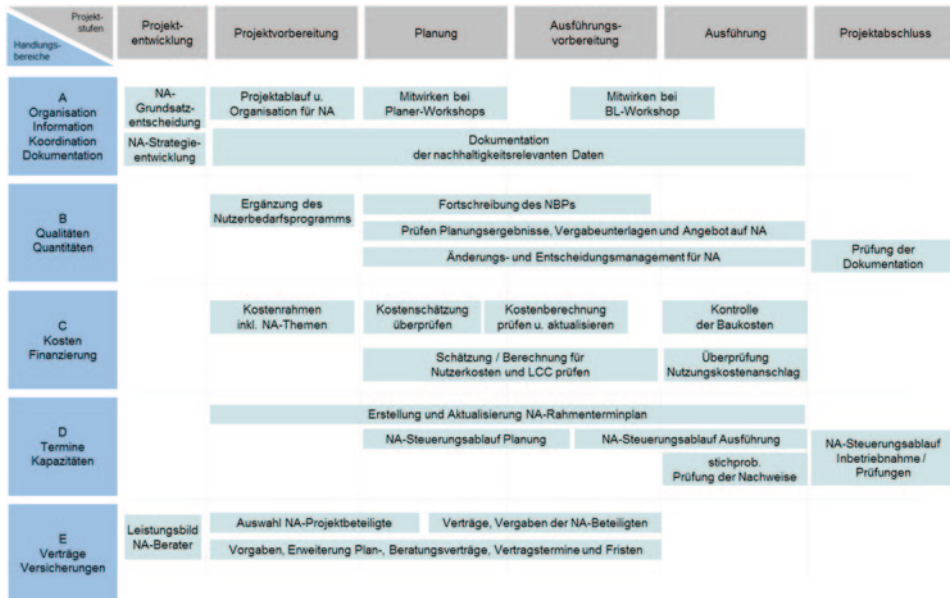 Projekt-
stufen
Handlungs-
bereiche
Projekt-
entwicklung
Projektvorbereitung
Planung
Ausführungs-
vorbereitung
Ausführung
Projektabschluss
A
Organisation
Information
Koordination
Dokumentation
NA-
Grundsatz-
entscheidung
Projektablauf u.
Organisation für NA
Mitwirken bei
Planer-Workshops
Mitwirken bei
BL-Workshop
NA-Strategie-
entwicklung
Dokumentation
der nachhaltigkeitsrelevanten Daten
B
Qualitäten
Quantitäten
Ergänzung des
Nutzerbedarfsprogramms
Fortschreibung des NBPs
Prüfen Planungsergebnisse, Vergabeunterlagen und Angebot auf NA
Änderungs- und Entscheidungsmanagement für NA
Prüfung der
Dokumentation
C
Kosten
Finanzierung
Kostenrahmen
inkl. NA-Themen
Kostenschätzung
überprüfen
Kostenberechnung
prüfen u. aktualisieren
Kontrolle
der Baukosten
Schätzung / Berechnung für
Nutzerkosten und LCC prüfen
Überprüfung
Nutzungskostenanschlag
D
Termine
Kapazitäten
Erstellung und Aktualisierung NA-Rahmenterminplan
NA-Steuerungsablauf Planung
NA-Steuerungsablauf Ausführung
stichprob.
Prüfung der Nachweise
NA-Steuerungsablauf
Inbetriebnahme /
Prüfungen
E
Verträge
Versicherungen
Leistungsbild
NA-Berater
Auswahl NA-Projektbeteiligte
Verträge, Vergaben der NA-Beteiligten
Vorgaben, Erweiterung Plan-, Beratungsverträge, Vertragstermine und Fristen